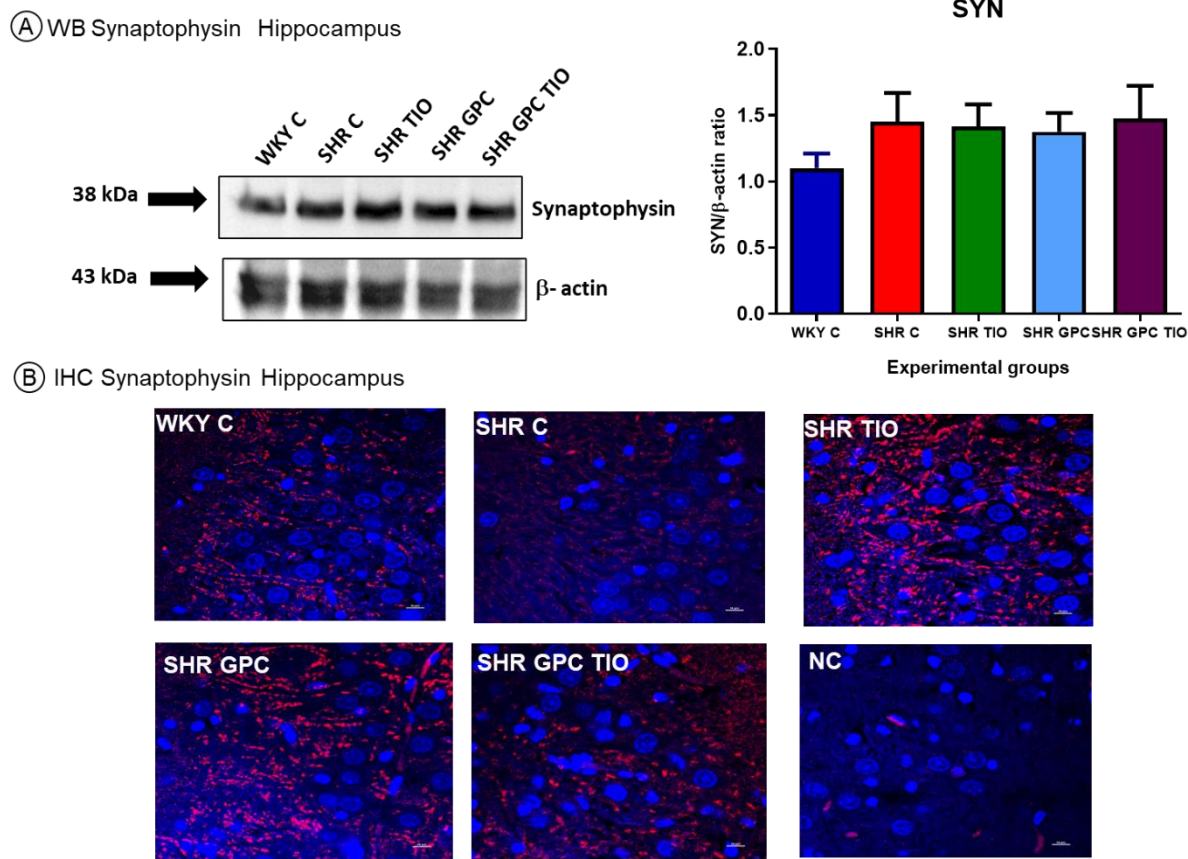 A WB Synaptophysin Hippocampus
WKY C
SHR C
SHR TIO
SHR GPC
SHR GPC TIO
38 kDa
Synaptophysin
43 kDa
β- actin
SYN
SYN/β-actin ratio
2.0
1.5
1.0
0.5
0.0
WKY C SHR C SHR TIO SHR GPC SHR GPC TIO
Experimental groups
B IHC Synaptophysin Hippocampus
WKY C
SHR C
SHR TIO
SHR GPC
SHR GPC TIO
NC